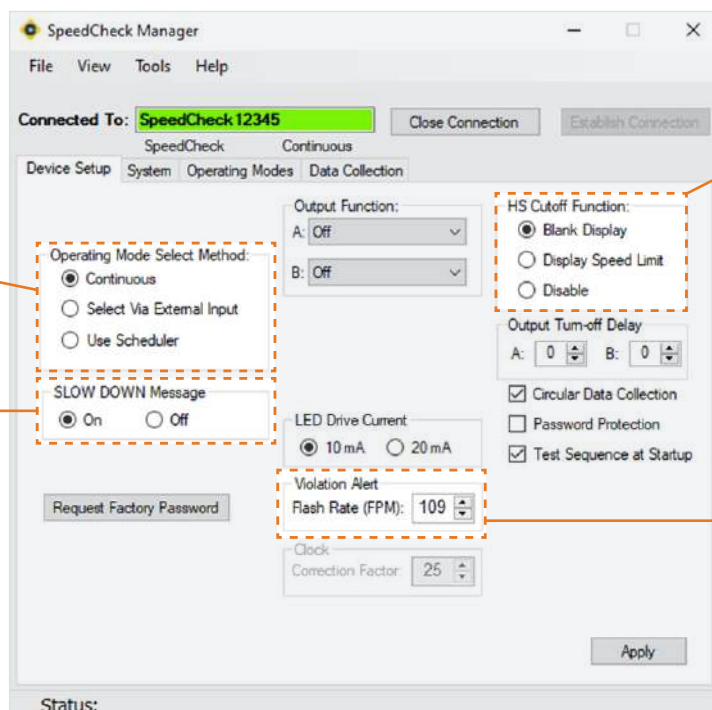 SpeedCheck Manager
File View Tools Help
Connected To: SpeedCheck12345 Close Connection Establish Connection
SpeedCheck Continuous
Device Setup System Operating Modes Data Collection
Output Function:
A: Off
B: Off
HS Cutoff Function:
Blank Display
Display Speed Limit
Disable
Operating Mode Select Method:
Continuous
Select Via External Input
Use Scheduler
Output Turn-off Delay
A: 0 B: 0
SLOW DOWN Message
On Off
Circular Data Collection
Password Protection
Test Sequence at Startup
LED Drive Current
10 mA 20 mA
Violation Alert
Flash Rate (FPM): 109
Request Factory Password
Clock
Correction Factor: 25
Apply
Status: